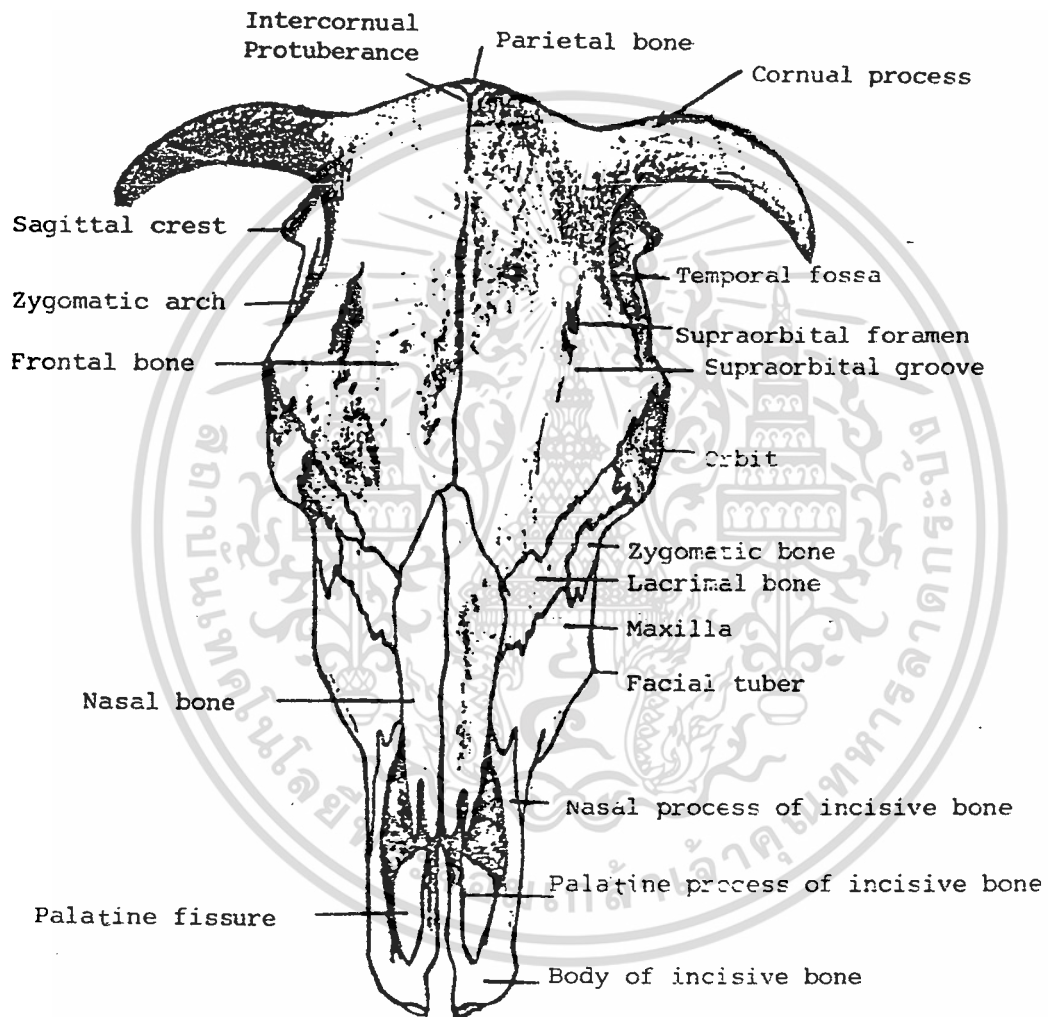 Intercornual
Protuberance
Parietal bone
Cornual process
Sagittal crest
Temporal fossa
Zygomatic arch
Supraorbital foramen
Frontal bone
Supraorbital groove
Orbit
Zygomatic bone
Lacrimal bone
Maxilla
Facial tuber
Nasal bone
Nasal process of incisive bone
Palatine process of incisive bone
Palatine fissure
Body of incisive bone